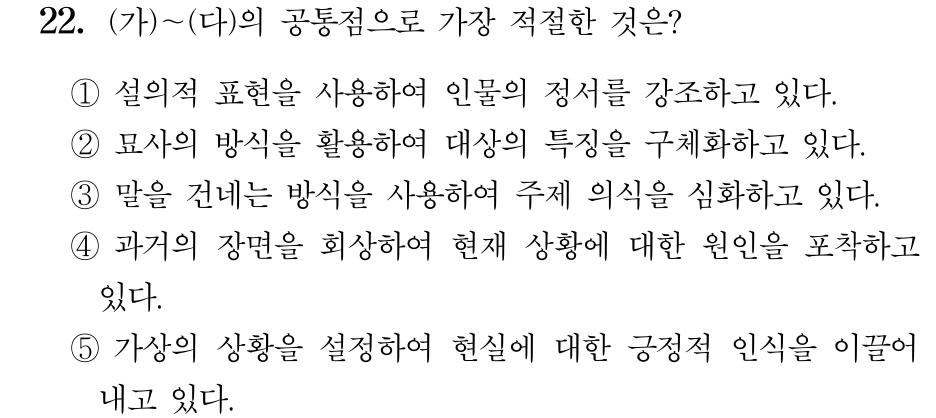 22. (가)~(다)의 공통점으로 가장 적절한 것은?
① 설의적 표현을 사용하여 인물의 정서를 강조하고 있다.
② 묘사의 방식을 활용하여 대상의 특징을 구체화하고 있다.
③ 말을 건네는 방식을 사용하여 주제 의식을 심화하고 있다.
④ 과거의 장면을 회상하여 현재 상황에 대한 원인을 포착하고
있다.
⑤ 가상의 상황을 설정하여 현실에 대한 긍정적 인식을 이끌어
내고 있다.